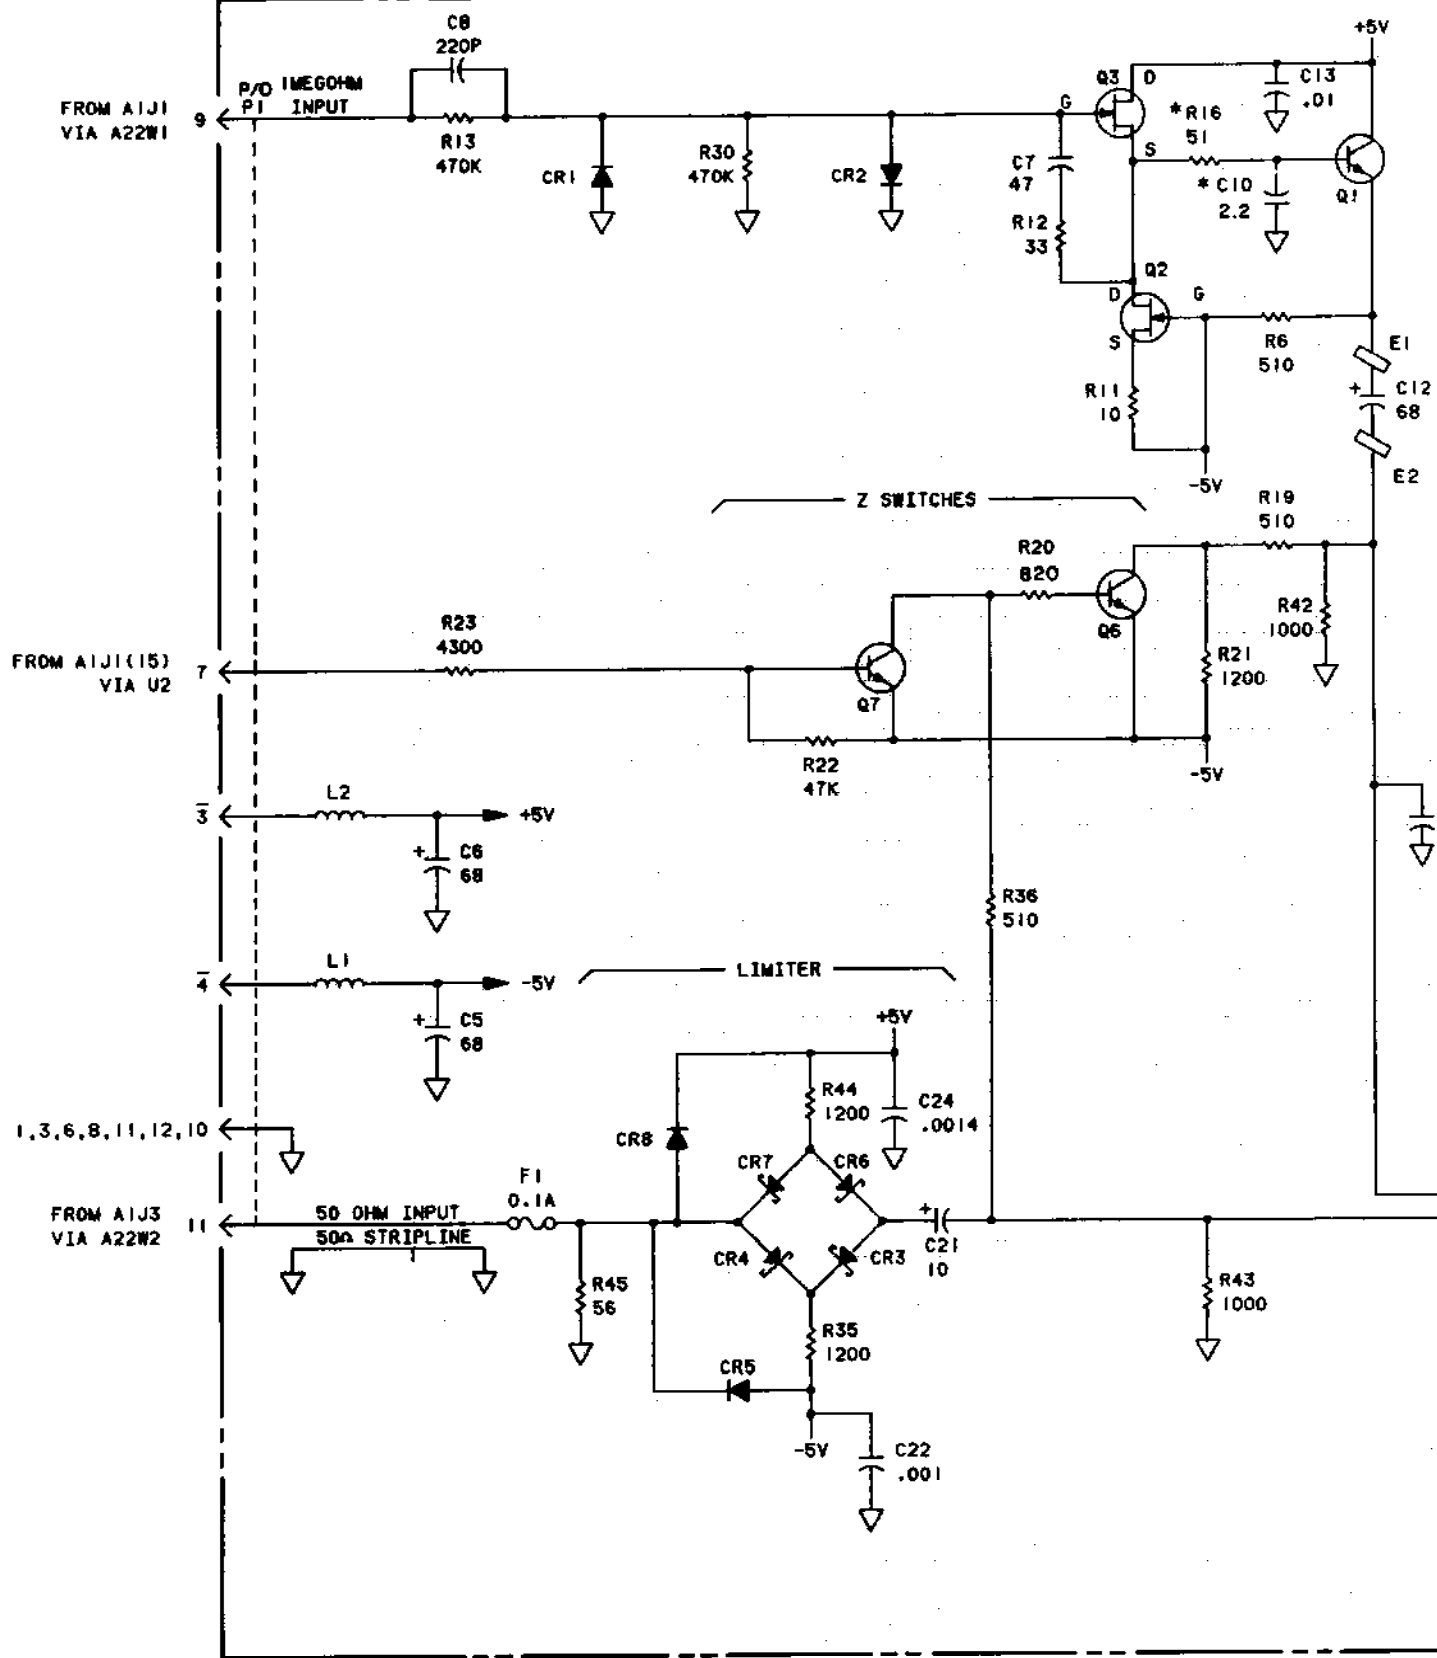 C8
220P
+5V
P/O
P1
1MEGOHM
INPUT
FROM A1J1
VIA A22W1
9
R13
470K
CR1
R30
470K
CR2
G
Q3
D
S
C13
.01
*R16
51
Q1
C7
47
*C10
2.2
R12
33
Q2
D
G
S
R6
510
E1
+
C12
68
E2
R11
10
-5V
Z SWITCHES
R19
510
R20
820
Q6
R42
1000
R23
4300
FROM A1J1(15)
VIA U2
7
Q7
R21
1200
R22
47K
-5V
3
L2
+5V
+
C6
68
R36
510
4
L1
-5V
LIMITER
+
C5
68
+5V
R44
1200
C24
.0014
1,3,6,8,11,12,10
CR8
CR7
CR6
F1
0.1A
FROM A1J3
VIA A22W2
11
50 OHM INPUT
50Ω STRIPLINE
CR4
CR3
+
C21
10
R45
56
R43
1000
R35
1200
CR5
-5V
C22
.001